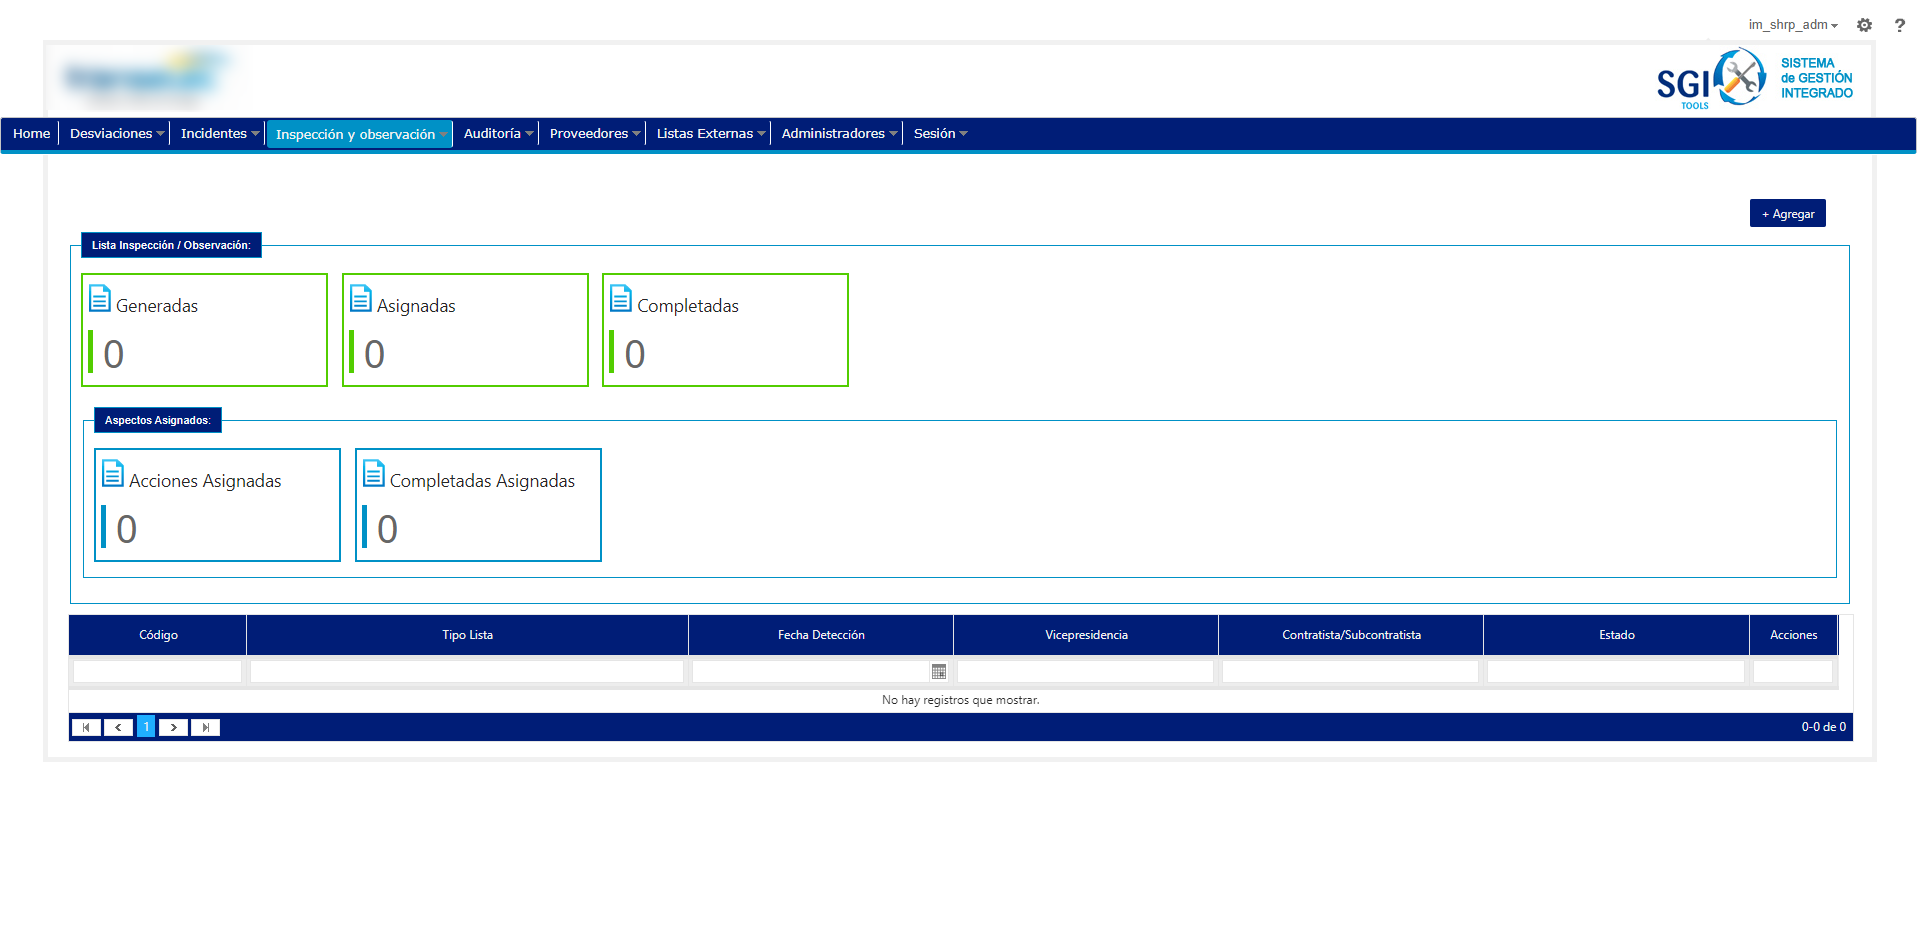 im_shrp_adm
?
SGI
TOOLS
SISTEMA
de GESTIÓN
INTEGRADO
Home Desviaciones Incidentes Inspección y observación Auditoría Proveedores Listas Externas Administradores Sesión
+ Agregar
Lista Inspección / Observación:
Generadas Asignadas Completadas
0 0 0
Aspectos Asignados:
Acciones Asignadas Completadas Asignadas
0 0
Código Tipo Lista Fecha Detección Vicepresidencia Contratista/Subcontratista Estado Acciones
No hay registros que mostrar.
1 0-0 de 0